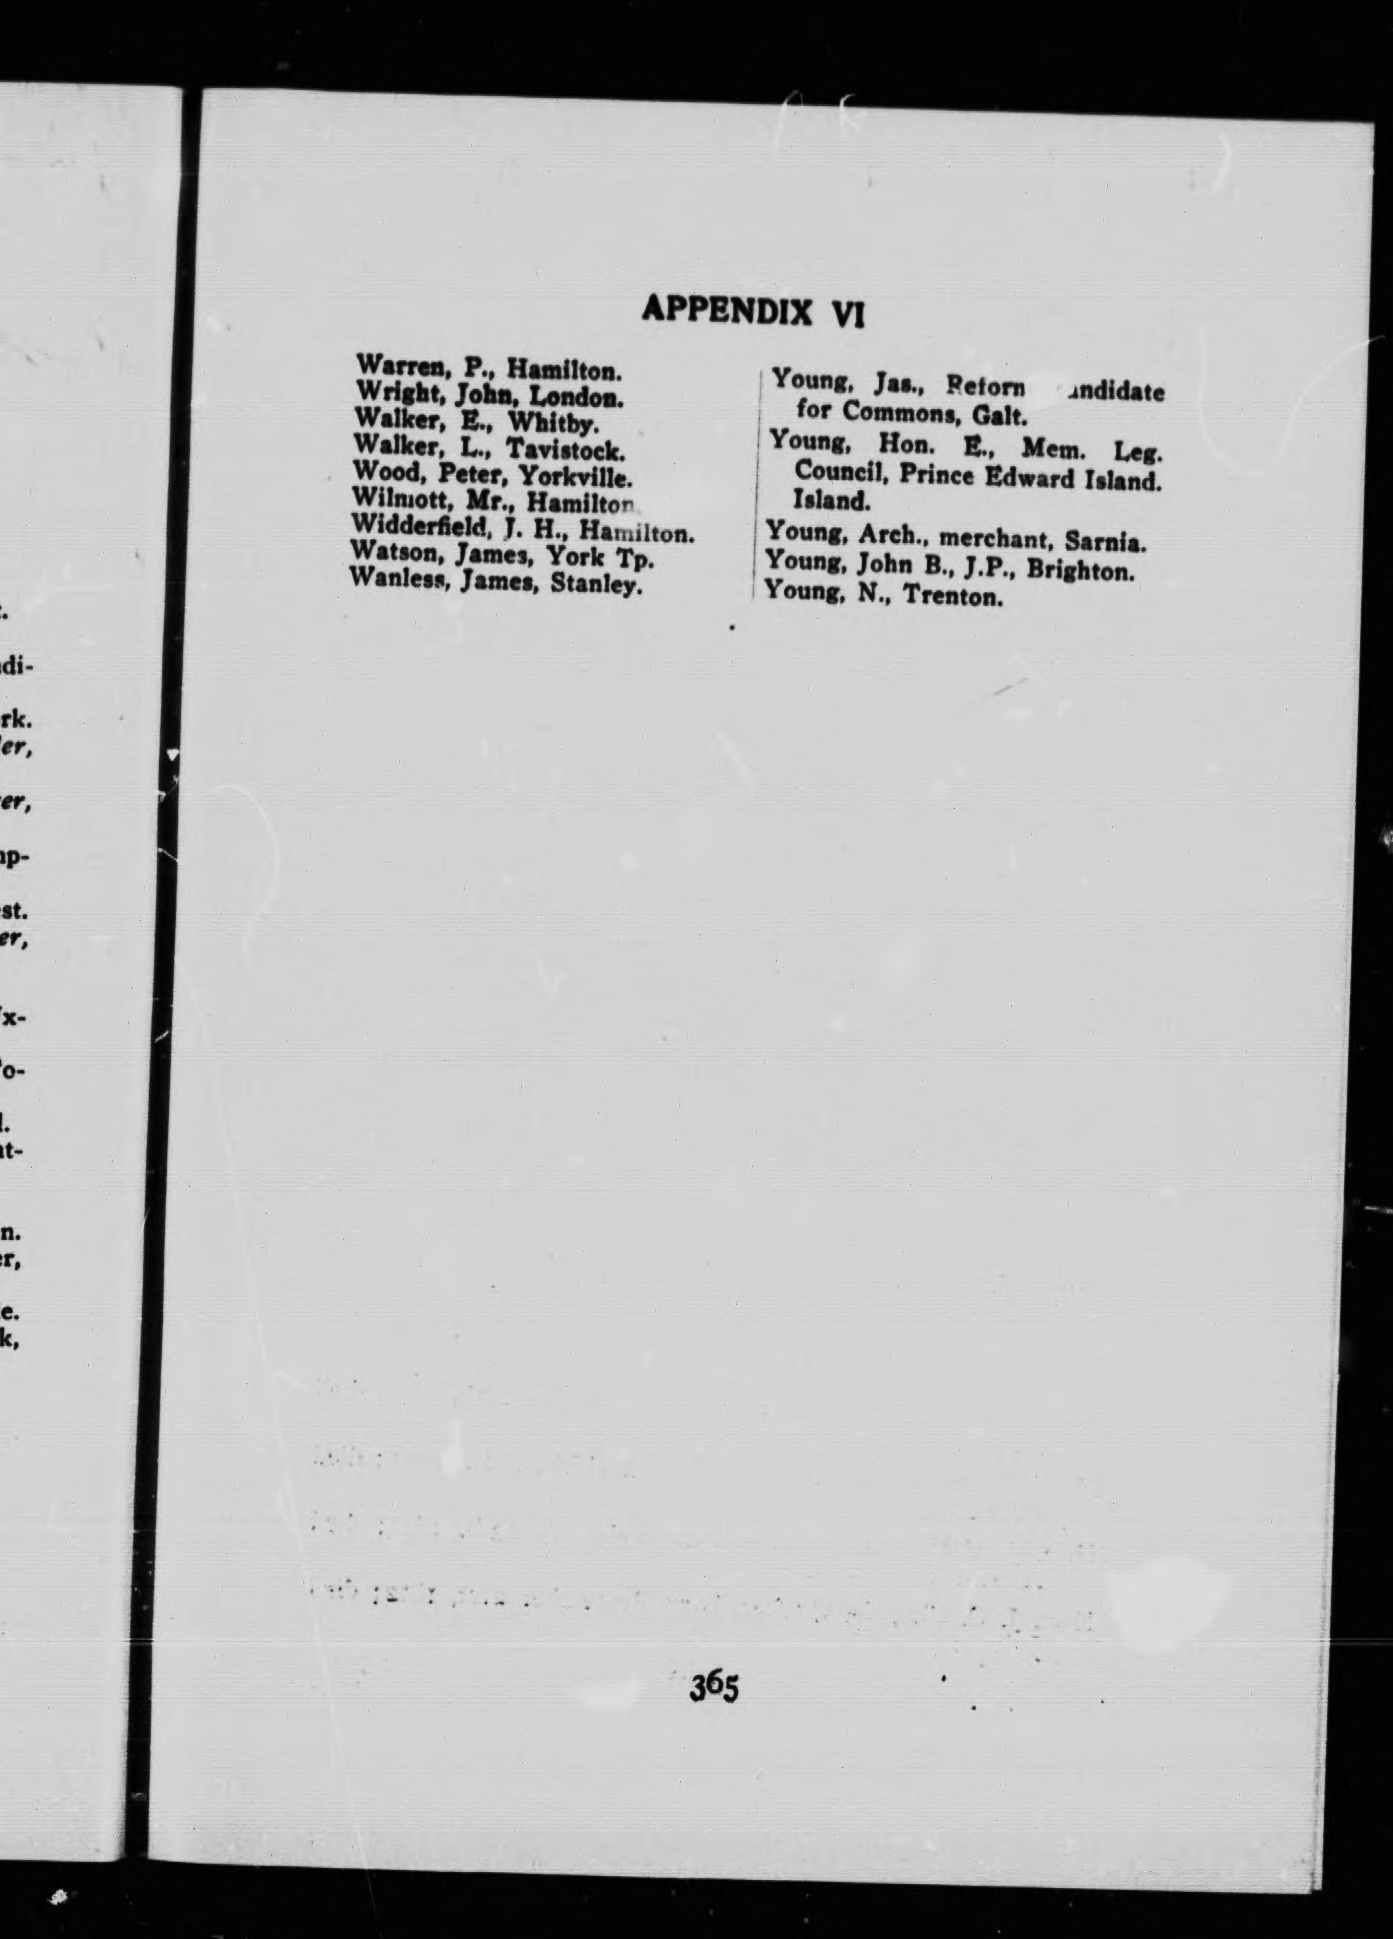 APPENDIX VI
Warren, P., Hamilton.
Wright, John, London.
Walker, E., Whitby.
Walker, L., Tavistock.
Wood, Peter, Yorkville.
Wilmott, Mr., Hamilton
Widderfield, J. H., Hamilton.
Watson, James, York Tp.
Wanless, James, Stanley.
Young, Jas., Reform andidate
for Commons, Galt.
Young, Hon. E., Mem. Leg.
Council, Prince Edward Island.
Island.
Young, Arch., merchant, Sarnia.
Young, John B., J.P., Brighton.
Young, N., Trenton.
365